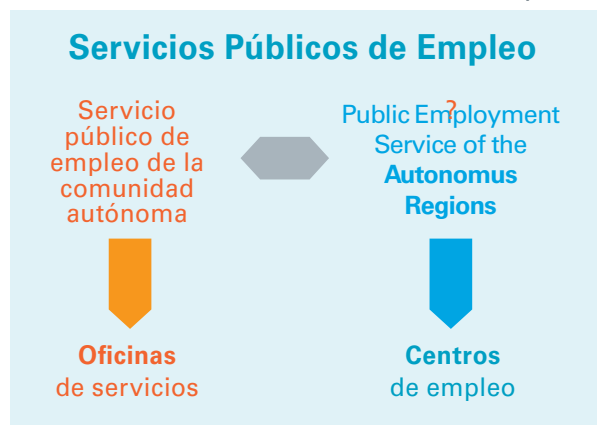 Servicios Públicos de Empleo
Servicio
público de
empleo de la
comunidad
autónoma
?
Public Employment
Service of the
Autonomus
Regions
Oficinas
de servicios
Centros
de empleo